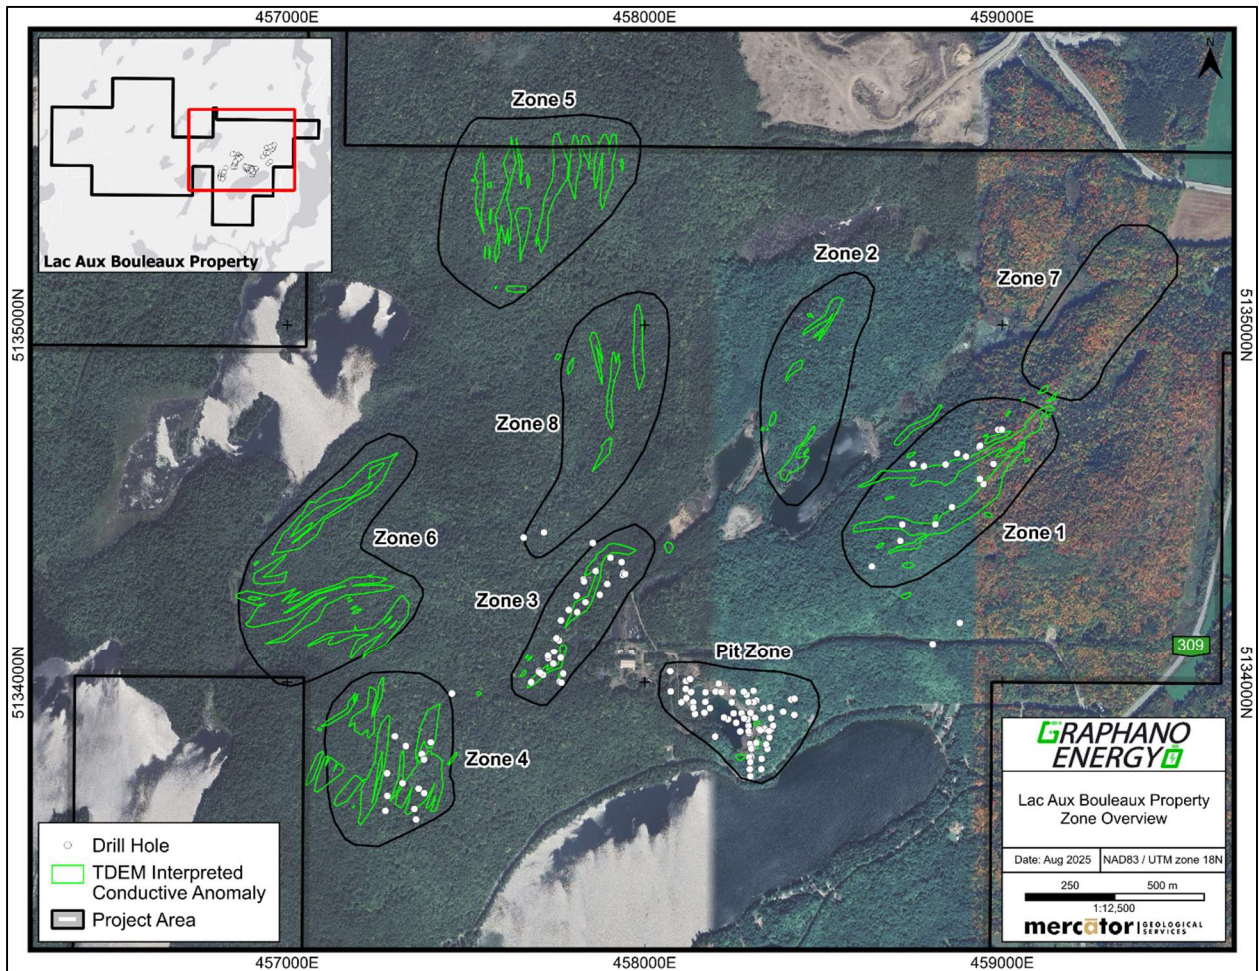 457000E
458000E
459000E
N
Lac Aux Bouleaux Property
Zone 5
Zone 2
Zone 7
5135000N
5135000N
Zone 8
Zone 6
Zone 1
Zone 3
309
Pit Zone
5134000N
5134000N
Zone 4
GRAPHANO
ENERGY
Lac Aux Bouleaux Property
Zone Overview
Date: Aug 2025
NAD83 / UTM zone 18N
250
500 m
1:12,500
mercator | GEOLOGICAL
SERVICES
Drill Hole
TDEM Interpreted
Conductive Anomaly
Project Area
457000E
458000E
459000E